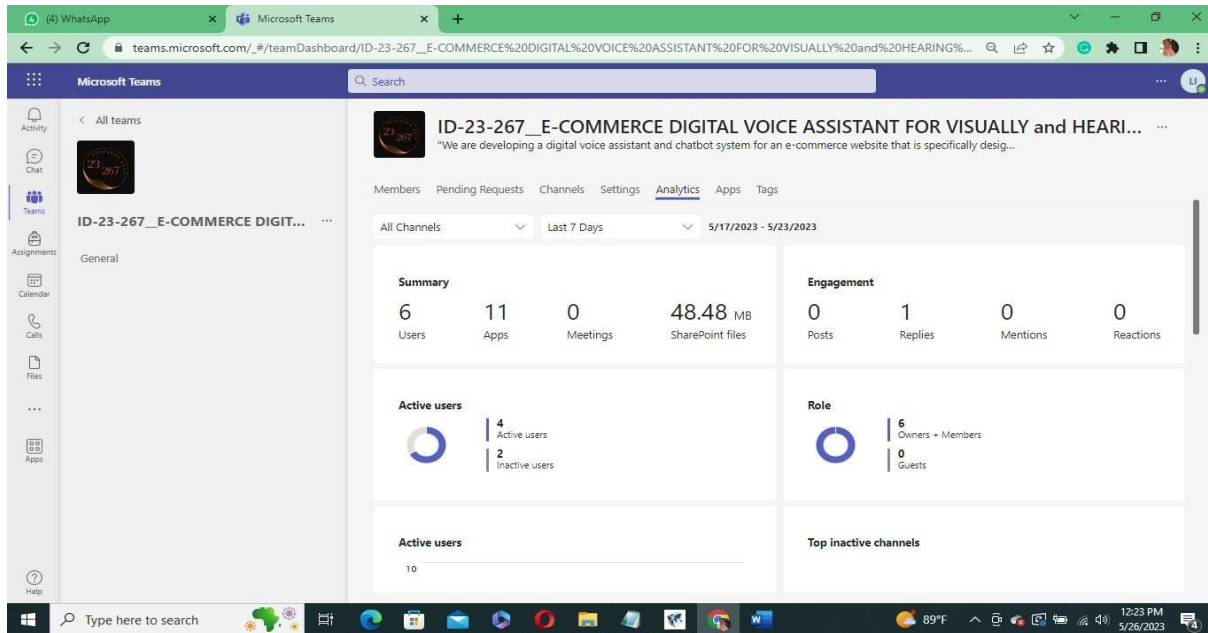 (4) WhatsApp
Microsoft Teams
teams.microsoft.com/_#/teamDashboard/ID-23-267__E-COMMERCE%20DIGITAL%20VOICE%20ASSISTANT%20FOR%20VISUALLY%20and%20HEARING%...
Microsoft Teams
Search
LI
Activity
Chat
Teams
Assignments
Calendar
Calls
Files
Apps
Help
All teams
23
267
ID-23-267__E-COMMERCE DIGIT...
General
23
267
ID-23-267__E-COMMERCE DIGITAL VOICE ASSISTANT FOR VISUALLY and HEARI...
"We are developing a digital voice assistant and chatbot system for an e-commerce website that is specifically desig...
Members Pending Requests Channels Settings Analytics Apps Tags
All Channels Last 7 Days 5/17/2023 - 5/23/2023
Summary
6 11 0 48.48 MB
Users Apps Meetings SharePoint files
Engagement
0 1 0 0
Posts Replies Mentions Reactions
Active users
4
Active users
2
Inactive users
Role
6
Owners + Members
0
Guests
Active users
10
Top inactive channels
Type here to search
89°F
12:23 PM
5/26/2023
4